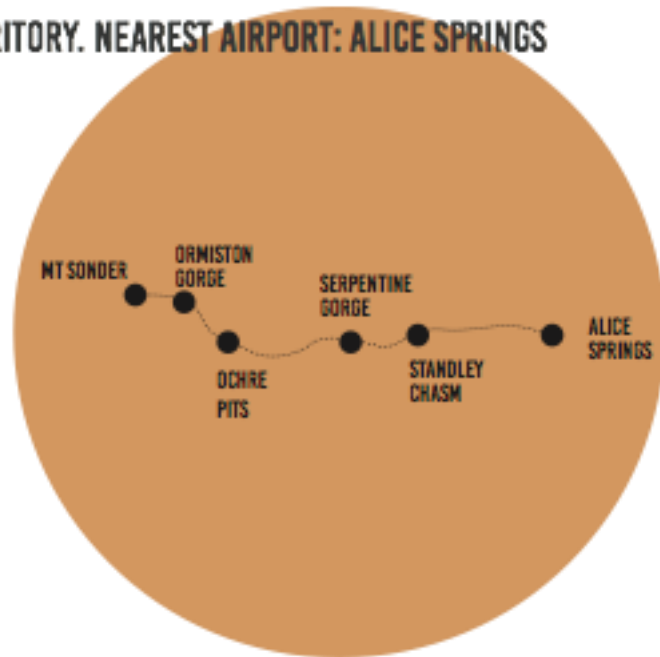 RITORY. NEAREST AIRPORT: ALICE SPRINGS
MT SONDER
ORMISTON
GORGE
SERPENTINE
GORGE
ALICE
SPRINGS
STANDLEY
CHASM
OCHRE
PITS